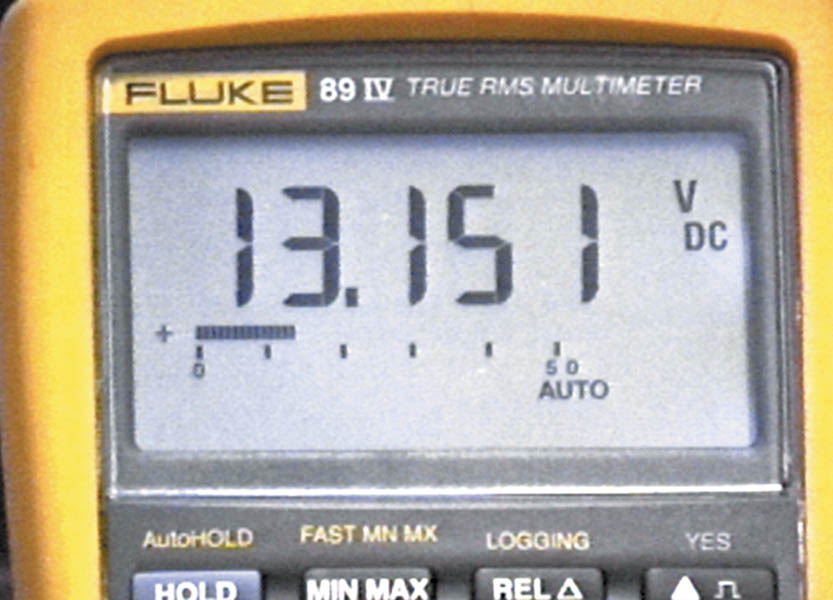 FLUKE 89 IV TRUE RMS MULTIMETER
13.151 V
DC
+
0 50
AUTO
AutoHOLD FAST MN MX LOGGING YES
HOLD MIN MAX REL Δ